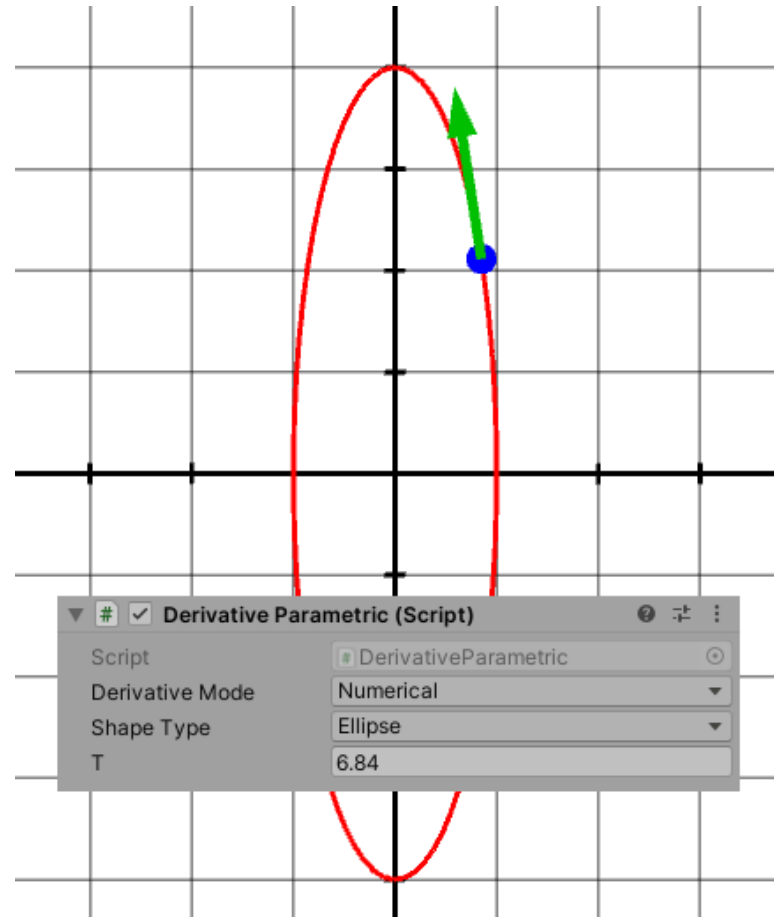 Derivative Parametric (Script)
Script DerivativeParametric
Derivative Mode Numerical
Shape Type Ellipse
T 6.84